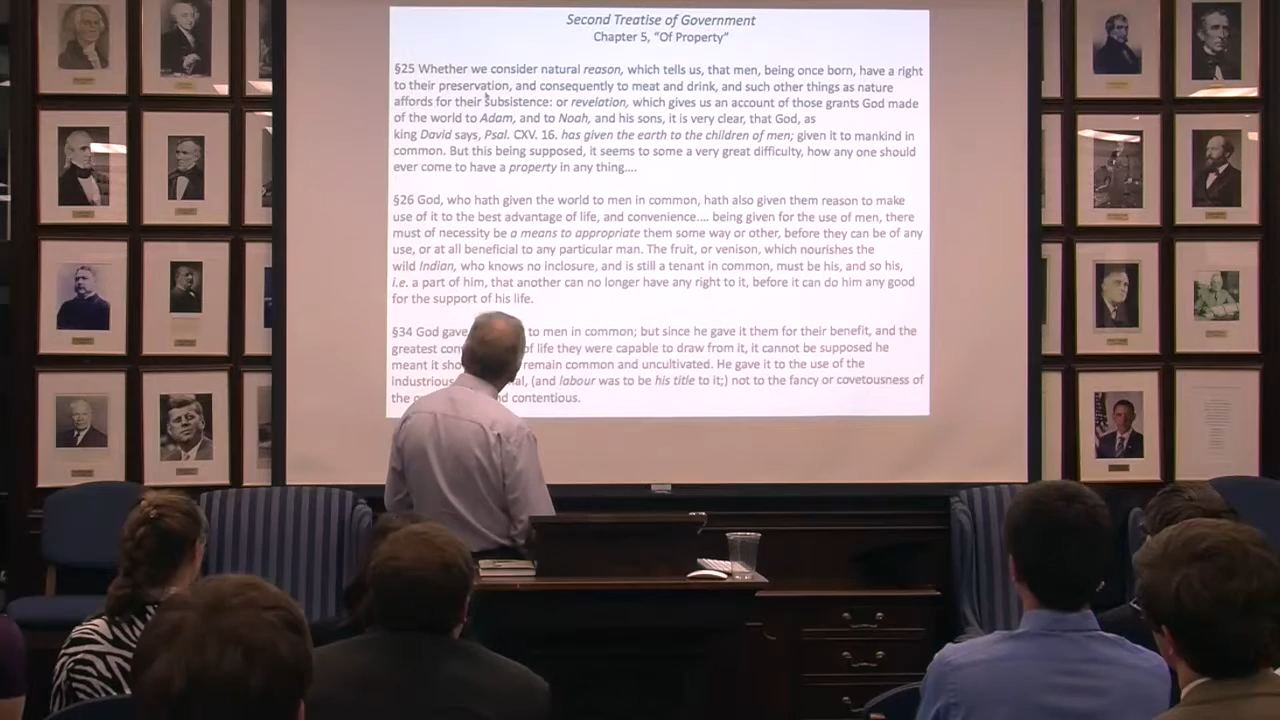 Second Treatise of Government
Chapter 5, “Of Property”
§25 Whether we consider natural reason, which tells us, that men, being once born, have a right
to their preservation, and consequently to meat and drink, and such other things as nature
affords for their subsistence: or revelation, which gives us an account of those grants God made
of the world to Adam, and to Noah, and his sons, it is very clear, that God, as
king David says, Psal. CXV. 16. has given the earth to the children of men; given it to mankind in
common. But this being supposed, it seems to some a very great difficulty, how any one should
ever come to have a property in any thing....
§26 God, who hath given the world to men in common, hath also given them reason to make
use of it to the best advantage of life, and convenience.... being given for the use of men, there
must of necessity be a means to appropriate them some way or other, before they can be of any
use, or at all beneficial to any particular man. The fruit, or venison, which nourishes the
wild Indian, who knows no inclosure, and is still a tenant in common, must be his, and so his,
i.e. a part of him, that another can no longer have any right to it, before it can do him any good
for the support of his life.
§34 God gave to men in common; but since he gave it them for their benefit, and the
greatest of life they were capable to draw from it, it cannot be supposed he
meant it remain common and uncultivated. He gave it to the use of the
industrious (and labour was to be his title to it;) not to the fancy or covetousness of
the contentious.